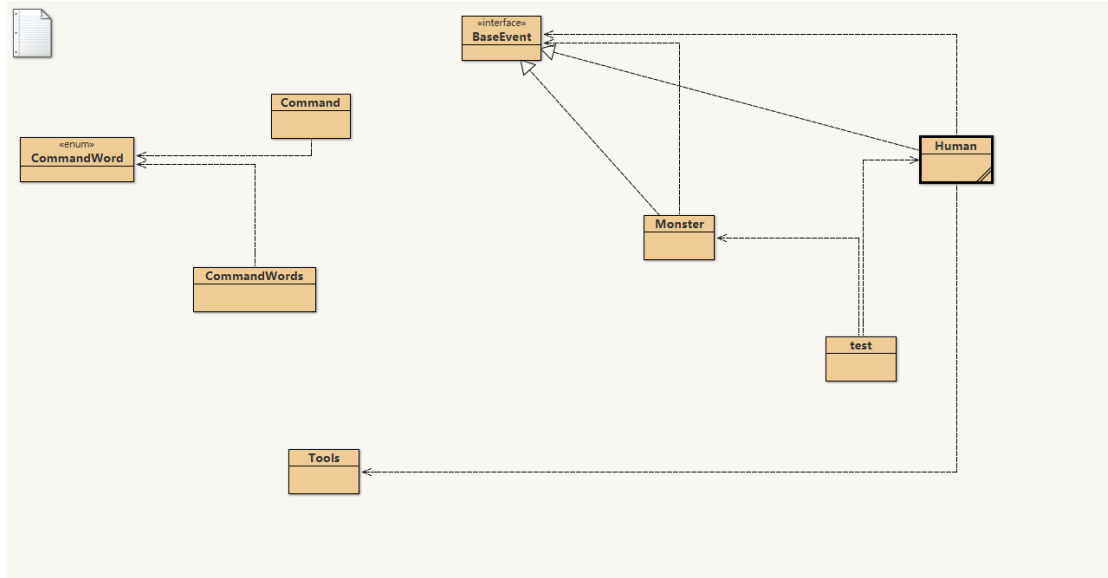 «interface»
BaseEvent
Command
«enum»
CommandWord
Human
Monster
CommandWords
test
Tools